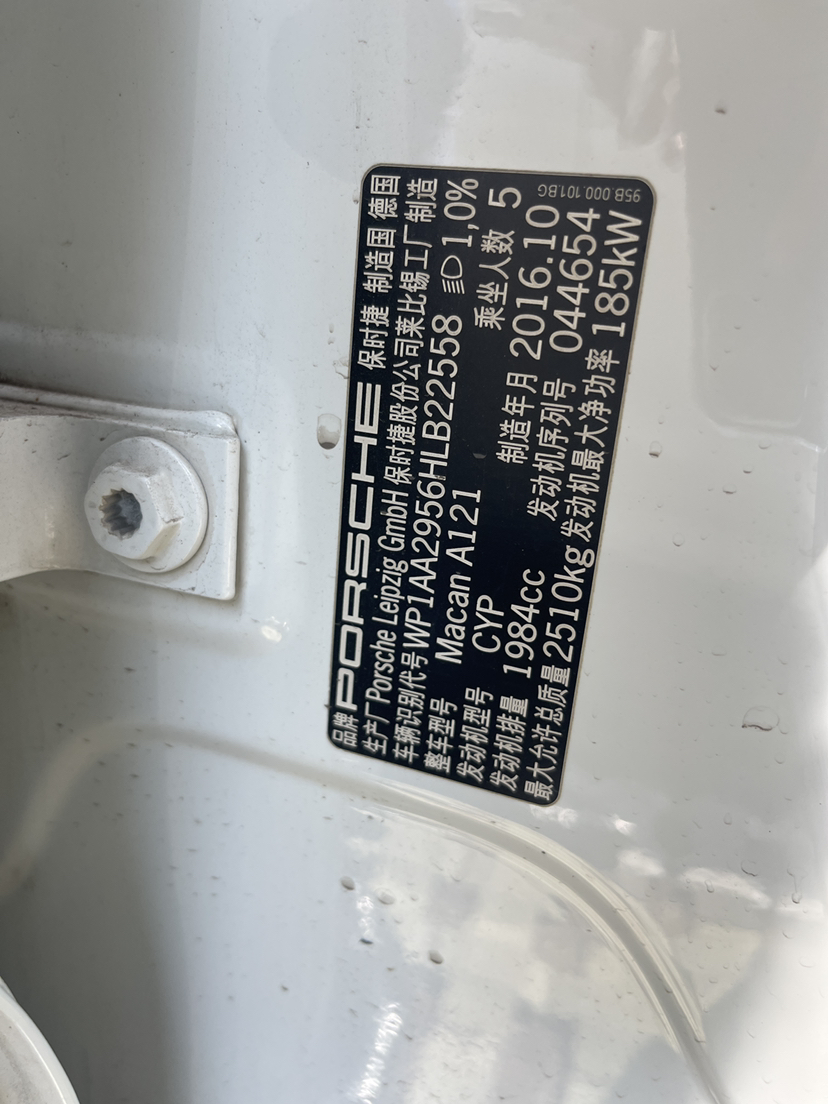 品牌 PORSCHE 保时捷 制造国 德国
生产厂 Porsche Leipzig GmbH 保时捷股份公司莱比锡工厂制造
车辆识别代号 WP1AA2956HLB22558 1,0%
整车型号 Macan A121 乘坐人数 5
发动机型号 CYP 制造年月 2016.10
发动机排量 1984cc 发动机序列号 044654
最大允许总质量 2510kg 发动机最大净功率 185kW
95B.000.101.BG